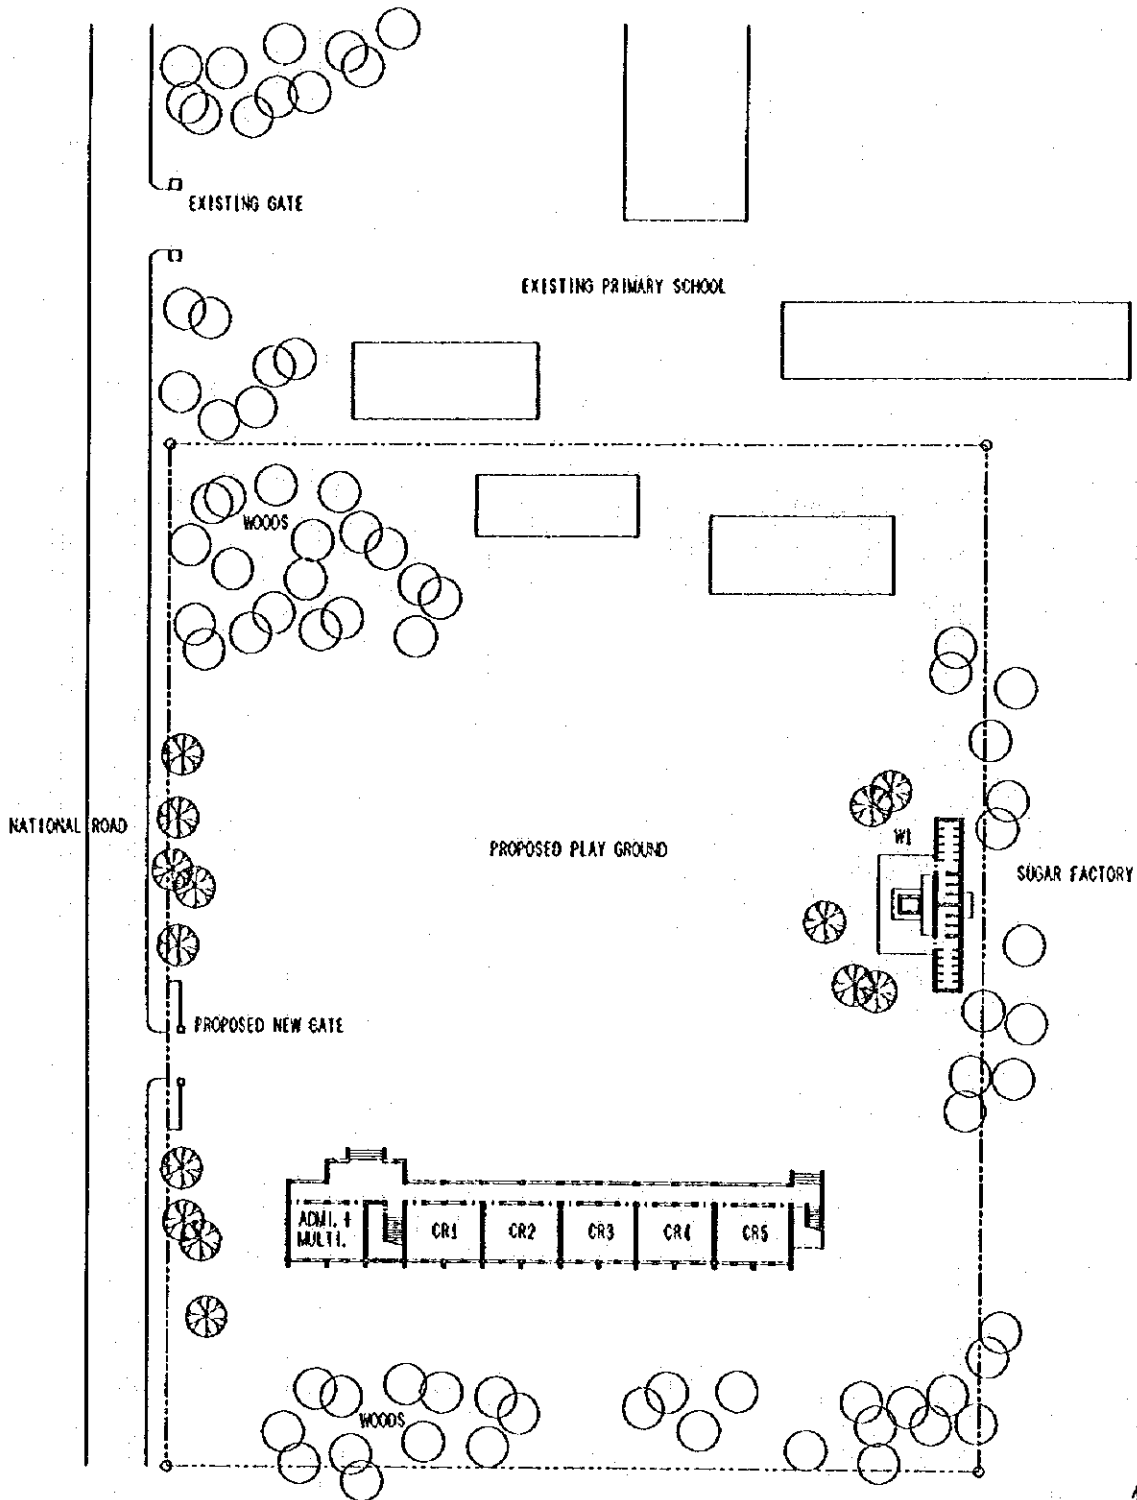 EXISTING GATE
EXISTING PRIMARY SCHOOL
WOODS
NATIONAL ROAD
PROPOSED PLAY GROUND
W1
SUGAR FACTORY
PROPOSED NEW GATE
ADMI. +
MULTI.
CR1
CR2
CR3
CR4
CR5
WOODS